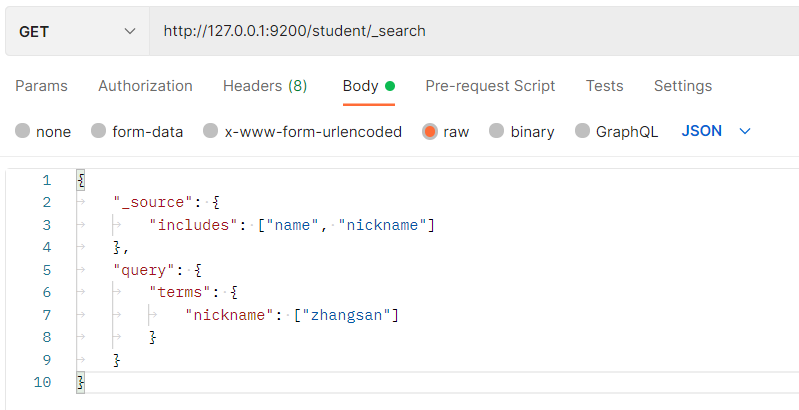 GET http://127.0.0.1:9200/student/_search
Params Authorization Headers (8) Body Pre-request Script Tests Settings
none form-data x-www-form-urlencoded raw binary GraphQL JSON
1 {
2 "_source": {
3 "includes": ["name", "nickname"]
4 },
5 "query": {
6 "terms": {
7 "nickname": ["zhangsan"]
8 }
9 }
10 }